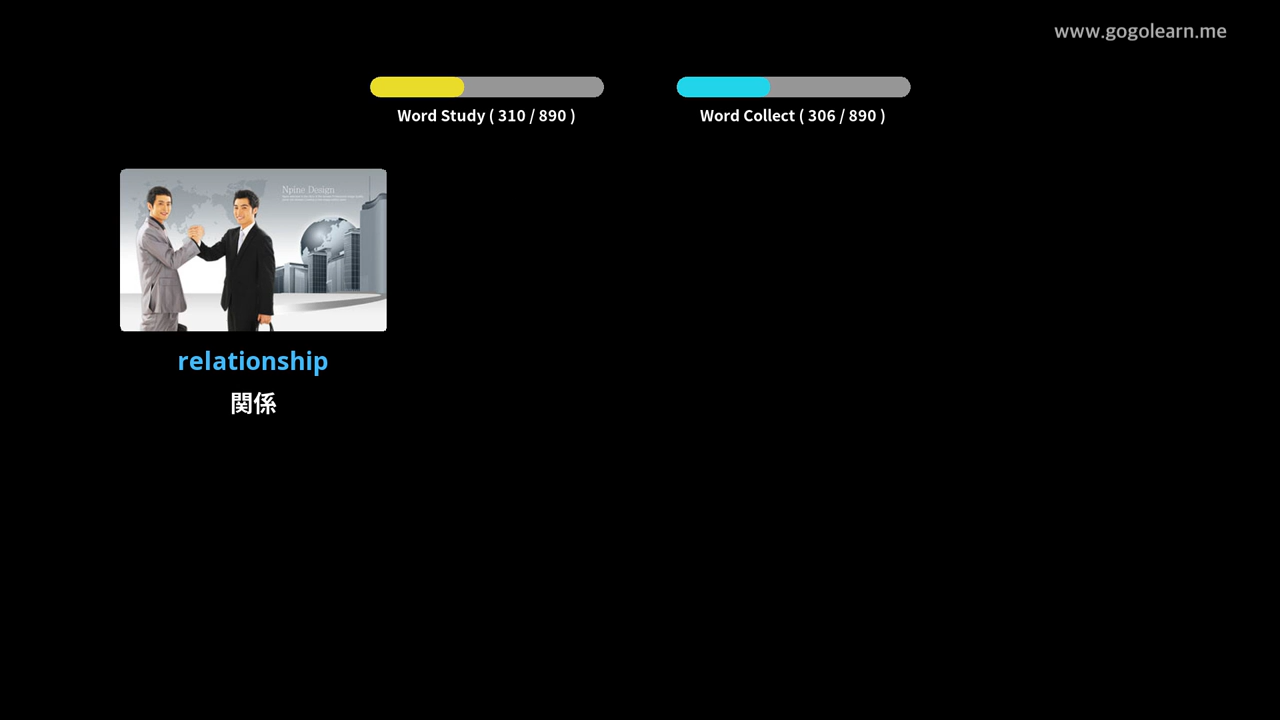 www.gogolearn.me
Word Study ( 310 / 890 )
Word Collect ( 306 / 890 )
Npine Design
relationship
関係